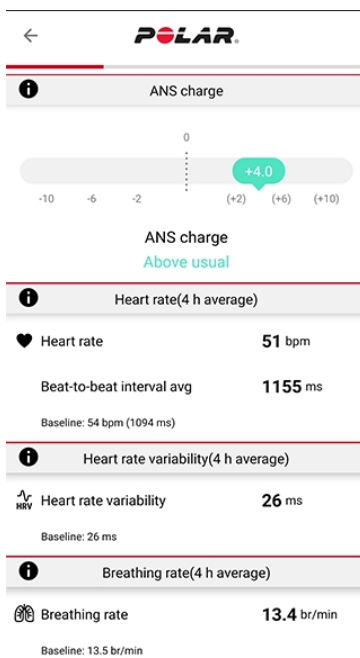 POLAR.
ANS charge
0
+4.0
-10 -6 -2 (+2) (+6) (+10)
ANS charge
Above usual
Heart rate(4 h average)
Heart rate 51 bpm
Beat-to-beat interval avg 1155 ms
Baseline: 54 bpm (1094 ms)
Heart rate variability(4 h average)
HRV Heart rate variability 26 ms
Baseline: 26 ms
Breathing rate(4 h average)
Breathing rate 13.4 br/min
Baseline: 13.5 br/min